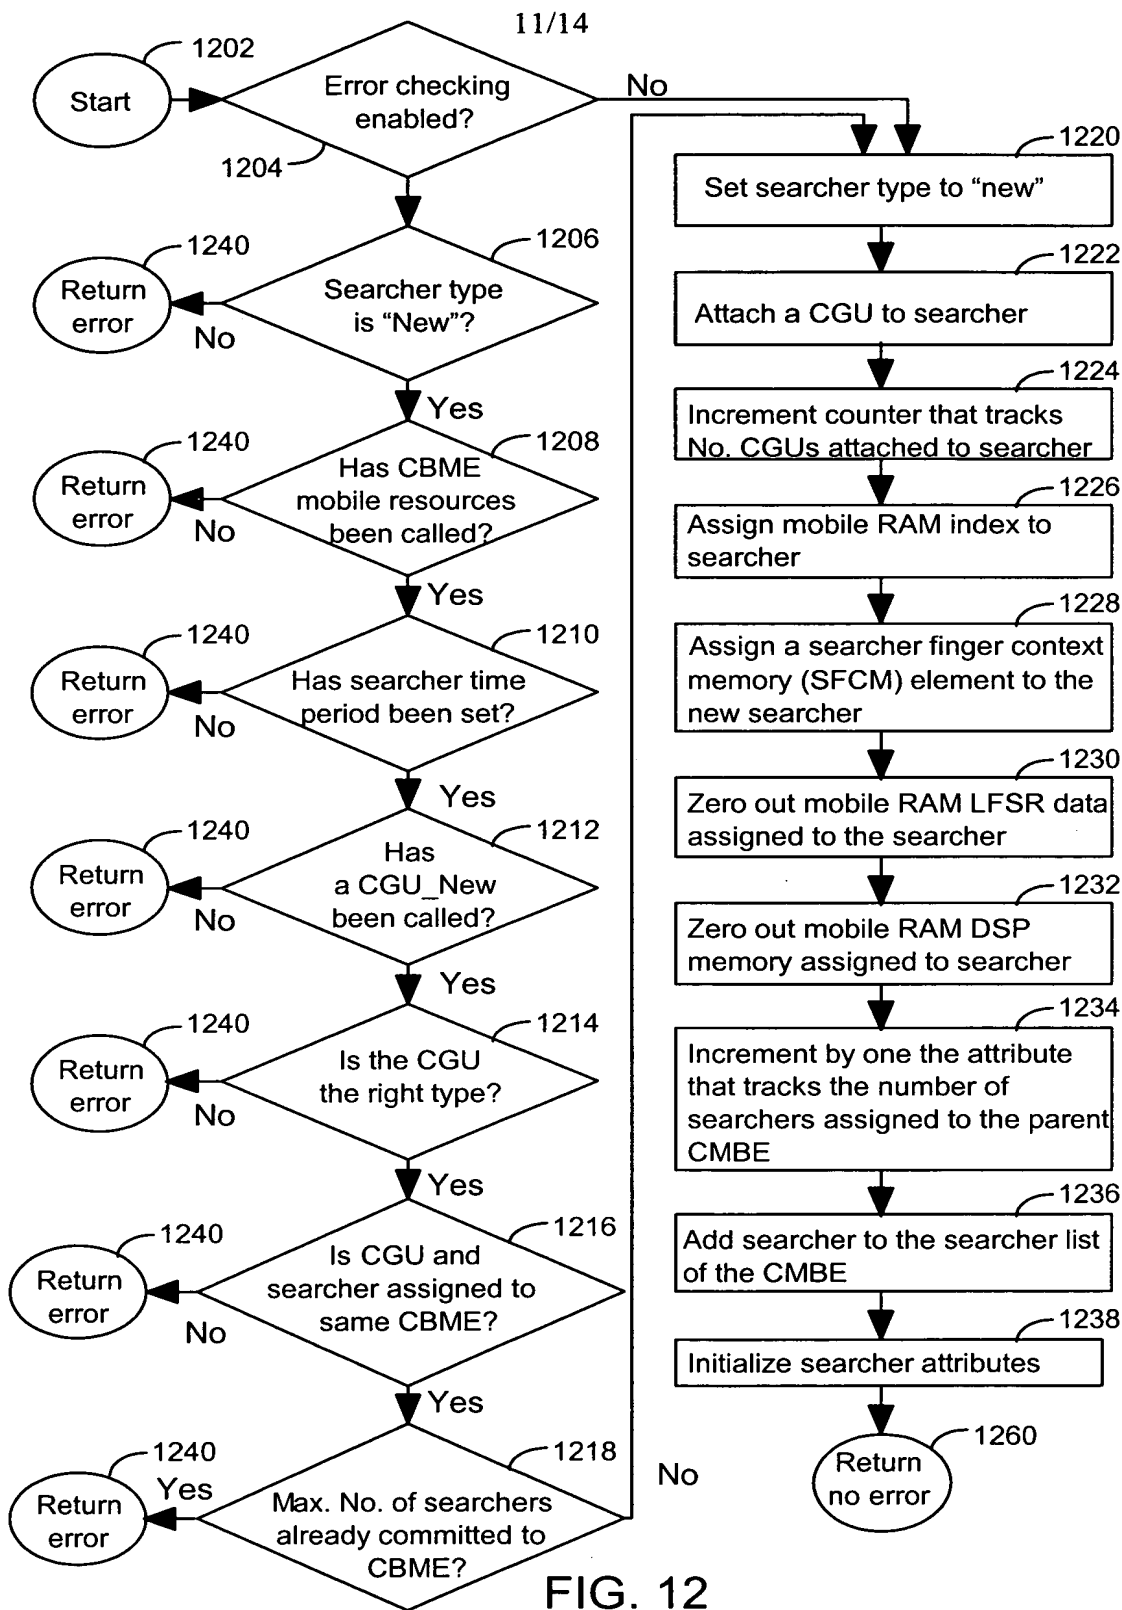 11/14
1202
Start
Error checking
enabled?
No
1204
1206
Searcher type
is “New”?
1240
Return
error
No
Yes
1208
Has CBME
mobile resources
been called?
1240
Return
error
No
Yes
1210
Has searcher time
period been set?
1240
Return
error
No
Yes
1212
Has
a CGU_New
been called?
1240
Return
error
No
Yes
1214
Is the CGU
the right type?
1240
Return
error
No
Yes
1216
Is CGU and
searcher assigned to
same CBME?
1240
Return
error
No
Yes
1218
Max. No. of searchers
already committed to
CBME?
1240
Yes
Return
error
No
1220
Set searcher type to “new”
1222
Attach a CGU to searcher
1224
Increment counter that tracks
No. CGUs attached to searcher
1226
Assign mobile RAM index to
searcher
1228
Assign a searcher finger context
memory (SFCM) element to the
new searcher
1230
Zero out mobile RAM LFSR data
assigned to the searcher
1232
Zero out mobile RAM DSP
memory assigned to searcher
1234
Increment by one the attribute
that tracks the number of
searchers assigned to the parent
CMBE
1236
Add searcher to the searcher list
of the CMBE
1238
Initialize searcher attributes
1260
Return
no error
FIG. 12